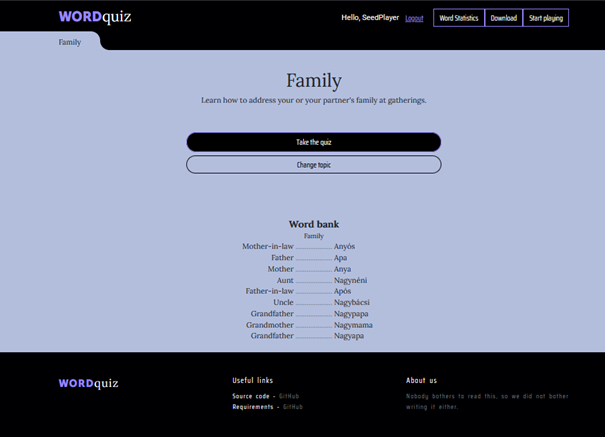 WORDquiz
Hello, SeedPlayer Logout Word Statistics Download Start playing
Family
Family
Learn how to address your or your partner's family at gatherings.
Take the quiz
Change topic
Word bank
Family
Mother-in-law Anyós
Father Apa
Mother Anya
Aunt Nagynéni
Father-in-law Após
Uncle Nagybácsi
Grandfather Nagypapa
Grandmother Nagymama
Grandfather Nagyapa
WORDquiz
Useful links
Source code - GitHub
Requirements - GitHub
About us
Nobody bothers to read this, so we did not bother
writing it either.